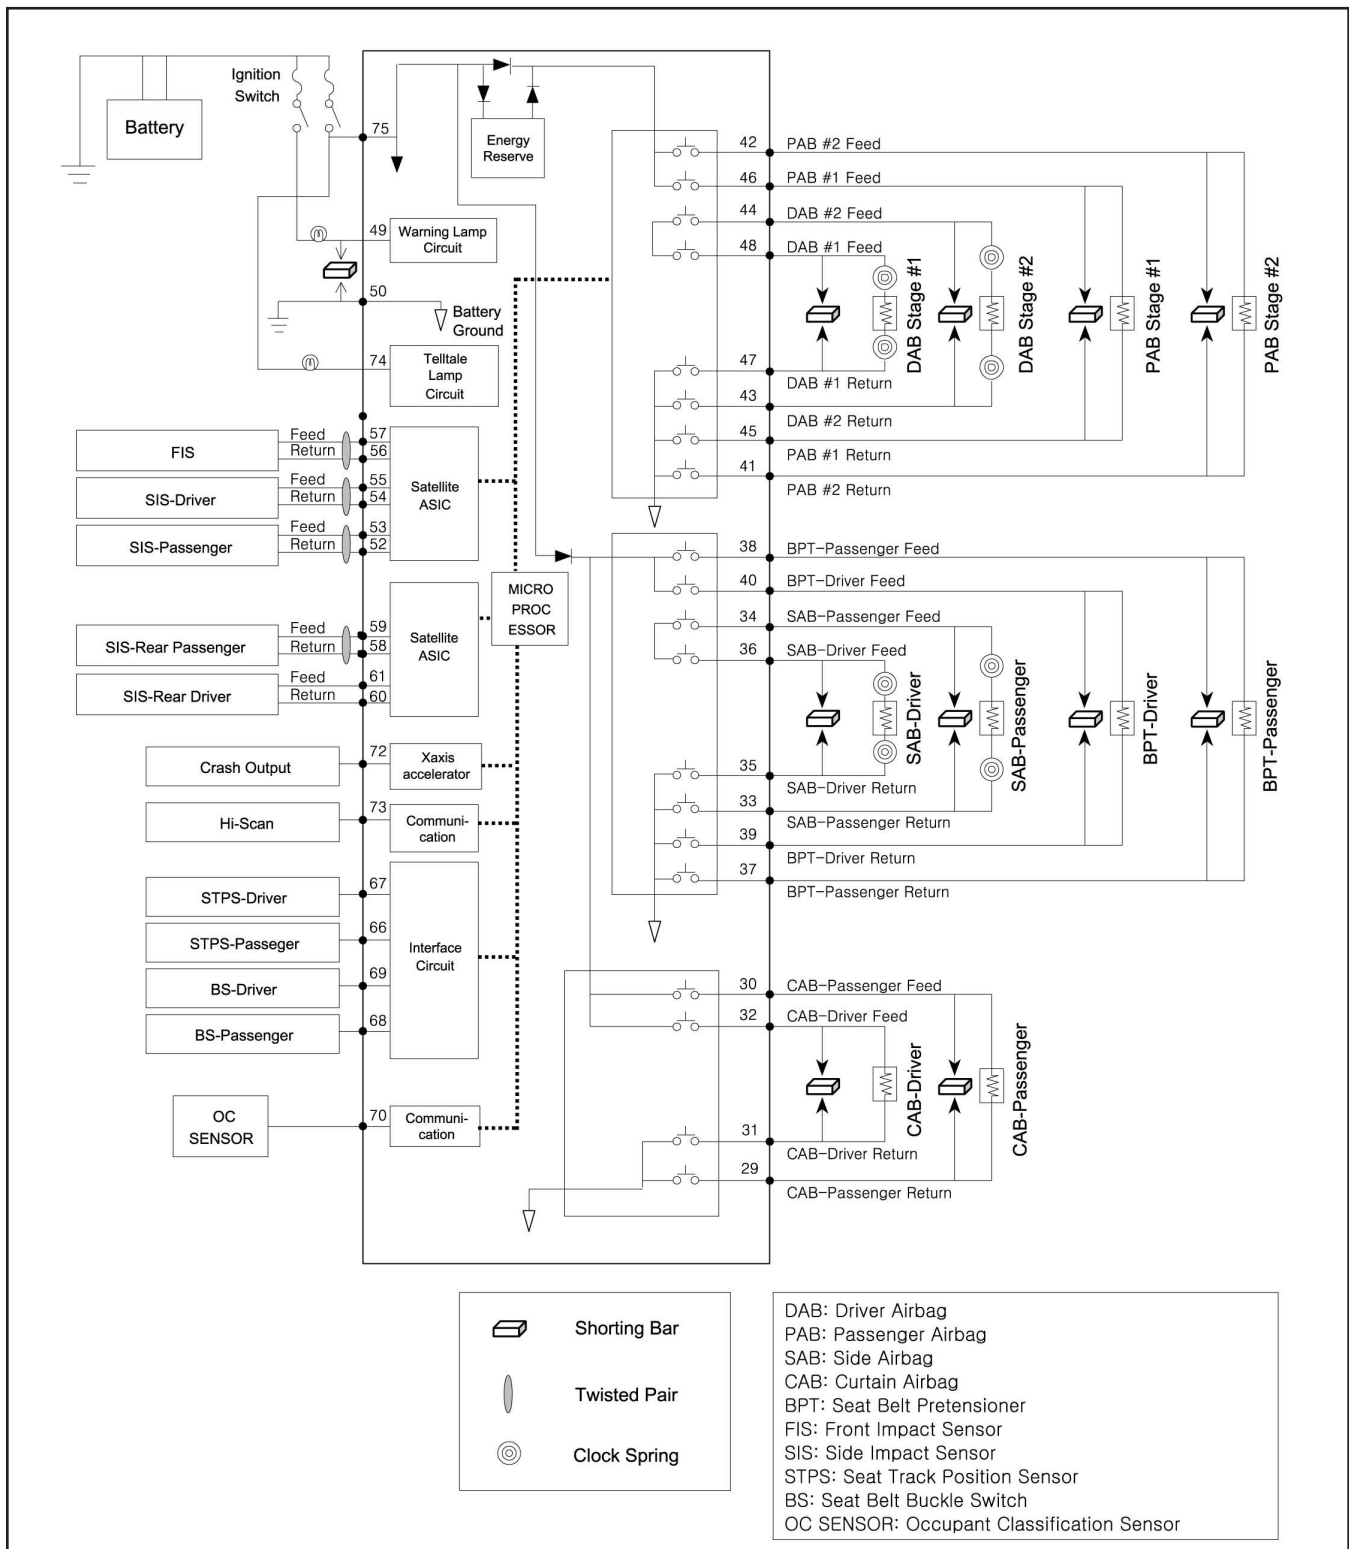 Ignition
Switch
Battery
75
Energy
Reserve
49
Warning Lamp
Circuit
50
Battery
Ground
74
Telltale
Lamp
Circuit
FIS
Feed
Return
57
56
SIS-Driver
Feed
Return
55
54
SIS-Passenger
Feed
Return
53
52
Satellite
ASIC
MICRO
PROC
ESSOR
SIS-Rear Passenger
Feed
Return
59
58
SIS-Rear Driver
Feed
Return
61
60
Satellite
ASIC
Crash Output
72
Xaxis
accelerator
Hi-Scan
73
Communi-
cation
STPS-Driver
67
STPS-Passeger
66
BS-Driver
69
BS-Passenger
68
Interface
Circuit
OC
SENSOR
70
Communi-
cation
42
PAB #2 Feed
46
PAB #1 Feed
44
DAB #2 Feed
48
DAB #1 Feed
DAB Stage #1
DAB Stage #2
PAB Stage #1
PAB Stage #2
47
DAB #1 Return
43
DAB #2 Return
45
PAB #1 Return
41
PAB #2 Return
38
BPT-Passenger Feed
40
BPT-Driver Feed
34
SAB-Passenger Feed
36
SAB-Driver Feed
SAB-Driver
SAB-Passenger
BPT-Driver
BPT-Passenger
35
SAB-Driver Return
33
SAB-Passenger Return
39
BPT-Driver Return
37
BPT-Passenger Return
30
CAB-Passenger Feed
32
CAB-Driver Feed
CAB-Driver
CAB-Passenger
31
CAB-Driver Return
29
CAB-Passenger Return
Shorting Bar
Twisted Pair
Clock Spring
DAB: Driver Airbag
PAB: Passenger Airbag
SAB: Side Airbag
CAB: Curtain Airbag
BPT: Seat Belt Pretensioner
FIS: Front Impact Sensor
SIS: Side Impact Sensor
STPS: Seat Track Position Sensor
BS: Seat Belt Buckle Switch
OC SENSOR: Occupant Classification Sensor